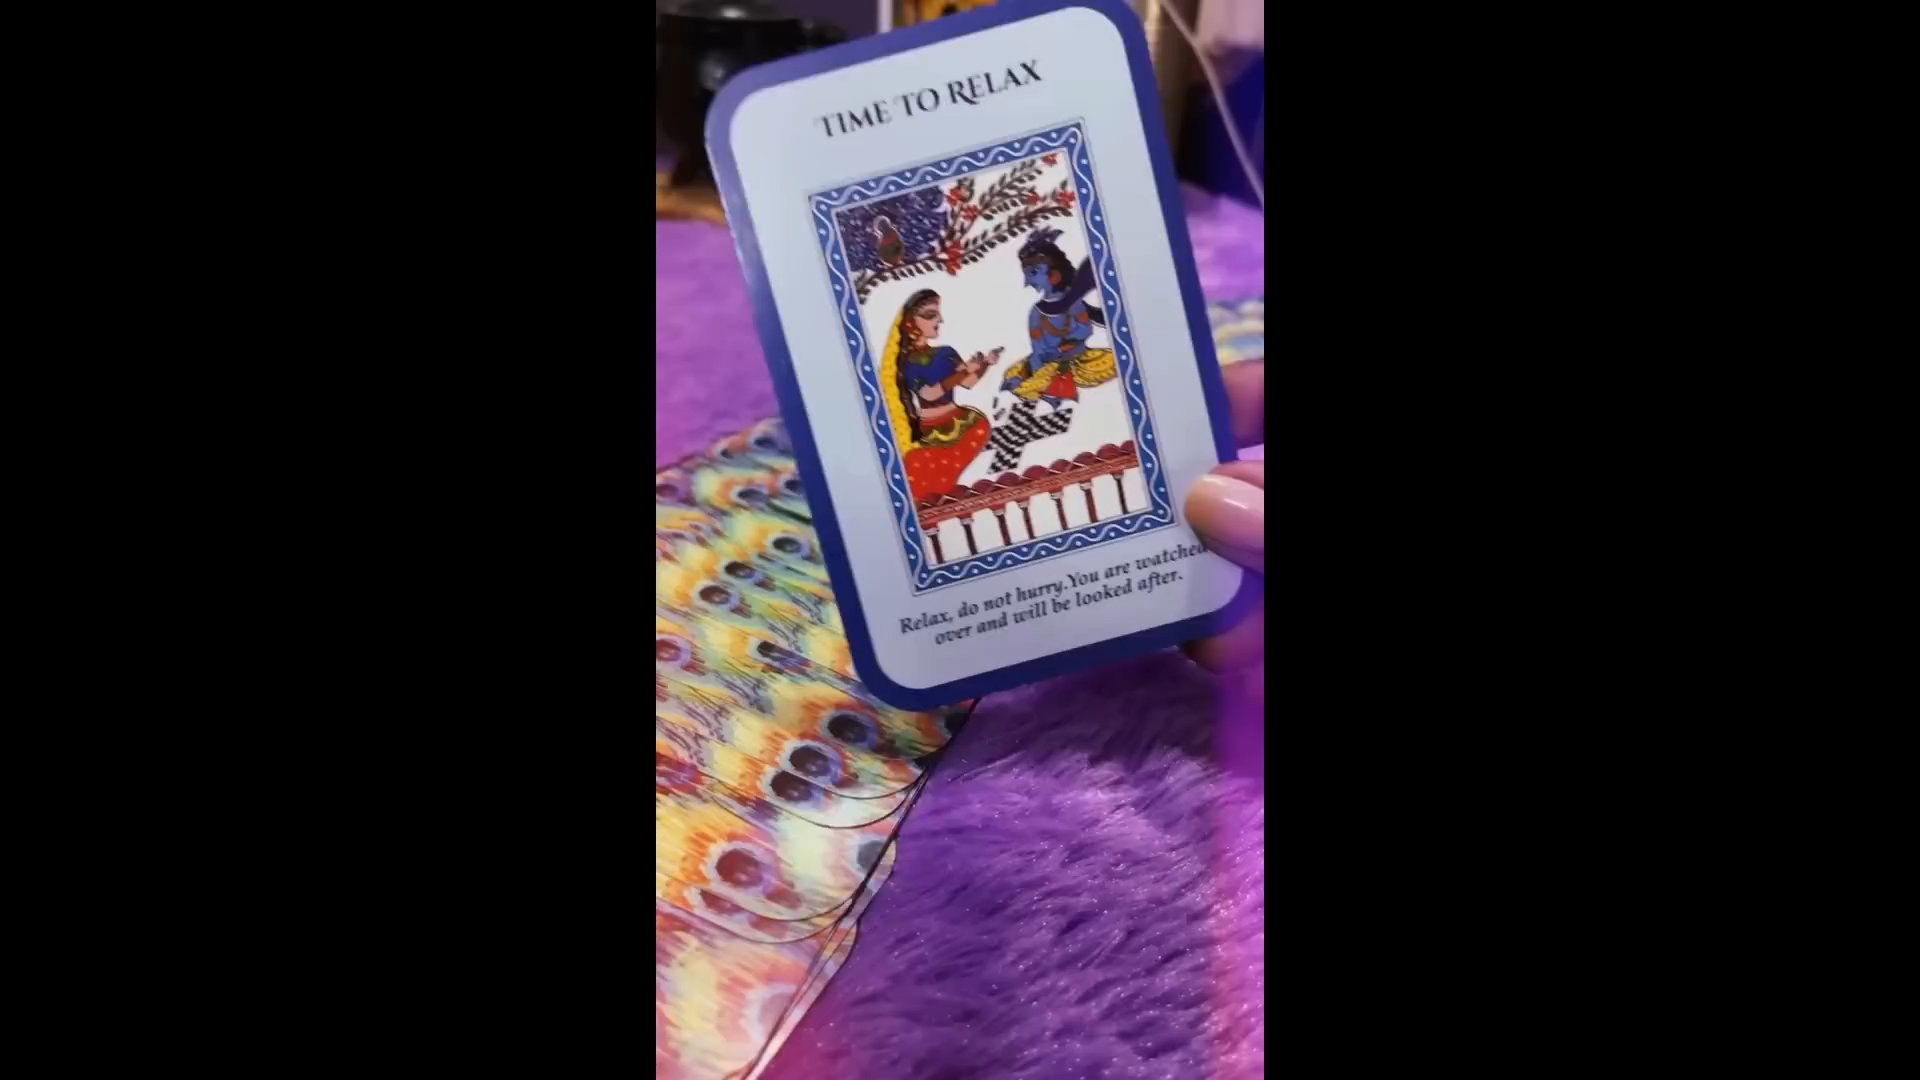 TIME TO RELAX
Relax, do not hurry.You are watched
over and will be looked after.